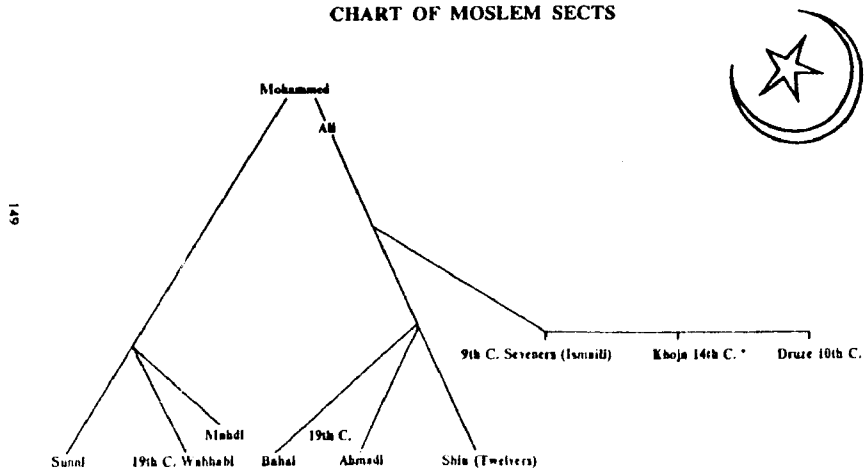 CHART OF MOSLEM SECTS
Mohammed
Ali
149
9th C. Seveners (Ismaili) Khoja 14th C. * Druze 10th C.
Mahdi
19th C.
Sunni 19th C. Wahhabi Bahai Ahmadi Shia (Twelvers)